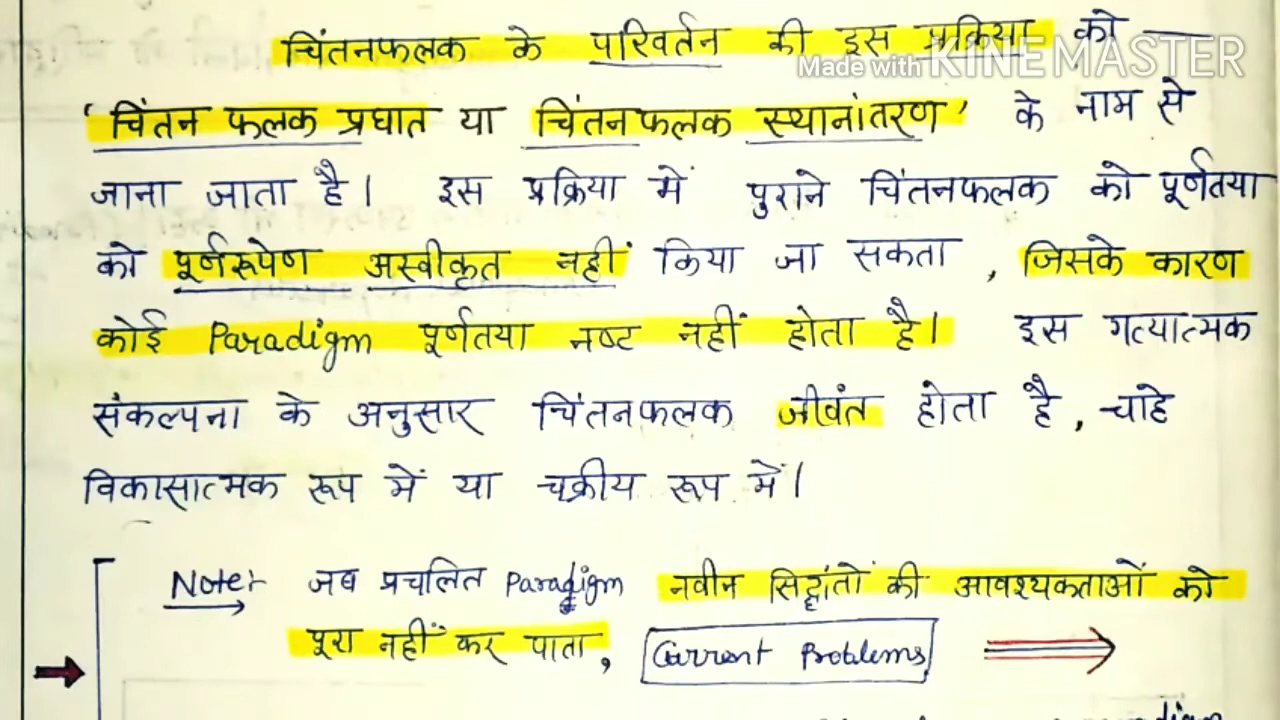 चिंतनफलक के परिवर्तन की इस प्रक्रिया को —
Made with KINEMASTER
'चिंतन फलक प्रघात या चिंतनफलक स्थानांतरण' के नाम से
जाना जाता है। इस प्रक्रिया में पुराने चिंतनफलक को पूर्णतया
को पूर्णरूपेण अस्वीकृत नहीं किया जा सकता, जिसके कारण
कोई Paradigm पूर्णतया नष्ट नहीं होता है। इस गत्यात्मक
संकल्पना के अनुसार चिंतनफलक जीवंत होता है, चाहे
विकासात्मक रूप में या चक्रीय रूप में।
Note:- जब प्रचलित Paradigm नवीन सिद्धांतों की आवश्यकताओं को
पूरा नहीं कर पाता, Current Problems